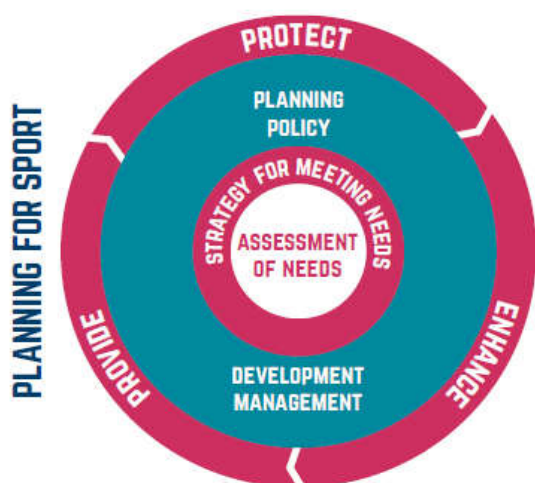 PLANNING FOR SPORT
PROTECT
PLANNING
POLICY
STRATEGY FOR MEETING NEEDS
ASSESSMENT
OF NEEDS
PROVIDE
ENHANCE
DEVELOPMENT
MANAGEMENT